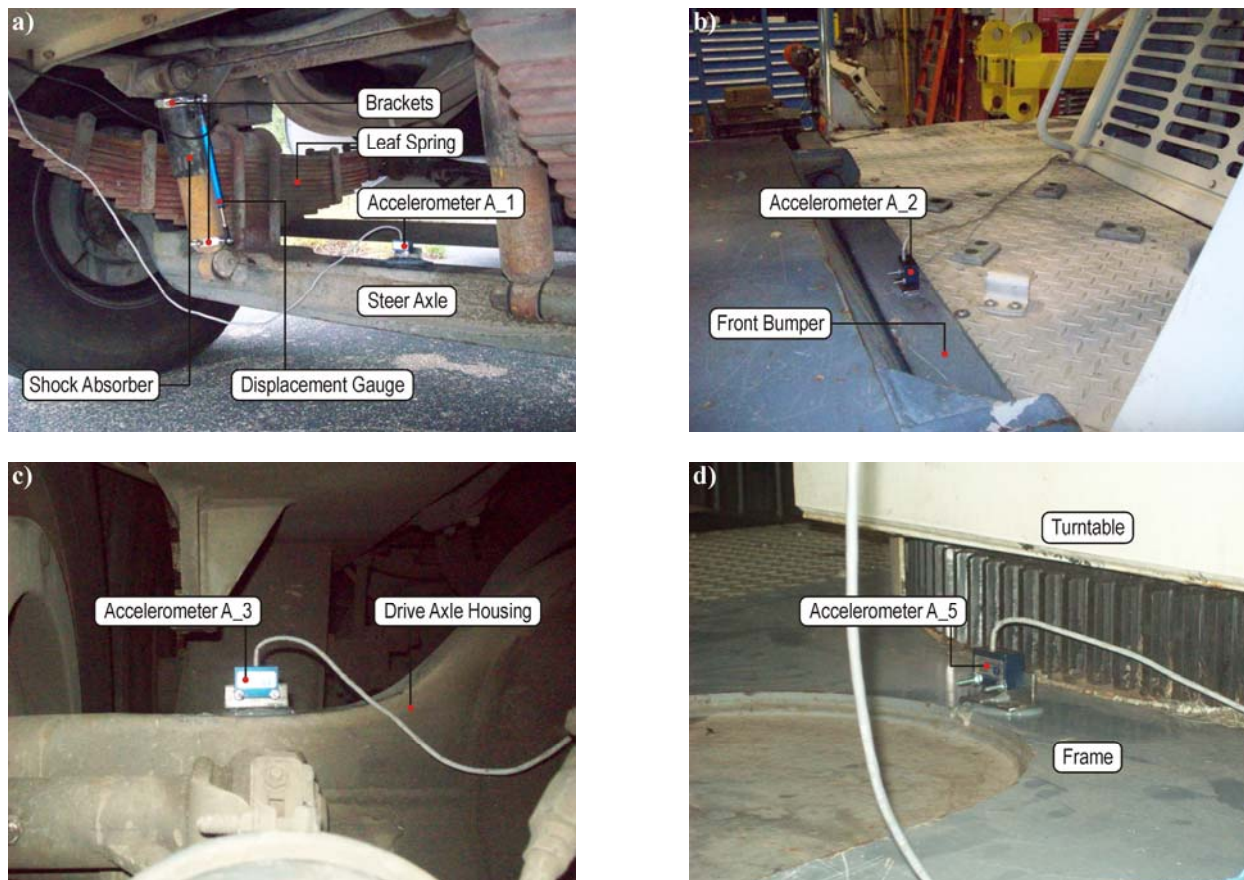 a)
Brackets
Leaf Spring
Accelerometer A_1
Steer Axle
Shock Absorber
Displacement Gauge
b)
Accelerometer A_2
Front Bumper
c)
Accelerometer A_3
Drive Axle Housing
d)
Turntable
Accelerometer A_5
Frame